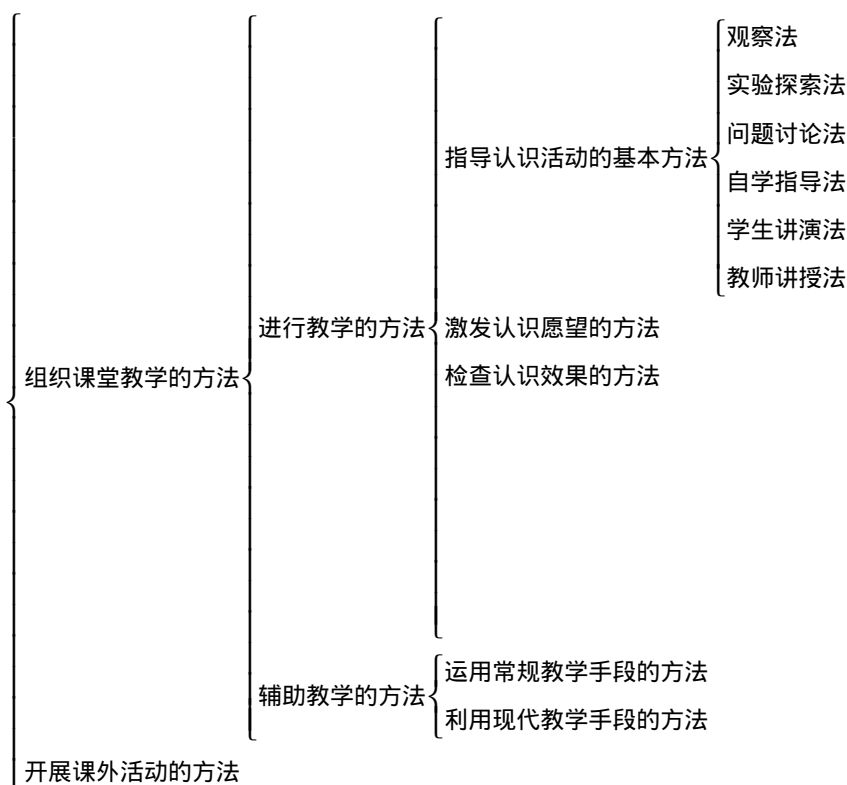 观察法
实验探索法
问题讨论法
指导认识活动的基本方法
自学指导法
学生讲演法
教师讲授法
进行教学的方法
激发认识愿望的方法
组织课堂教学的方法
检查认识效果的方法
运用常规教学手段的方法
辅助教学的方法
利用现代教学手段的方法
开展课外活动的方法